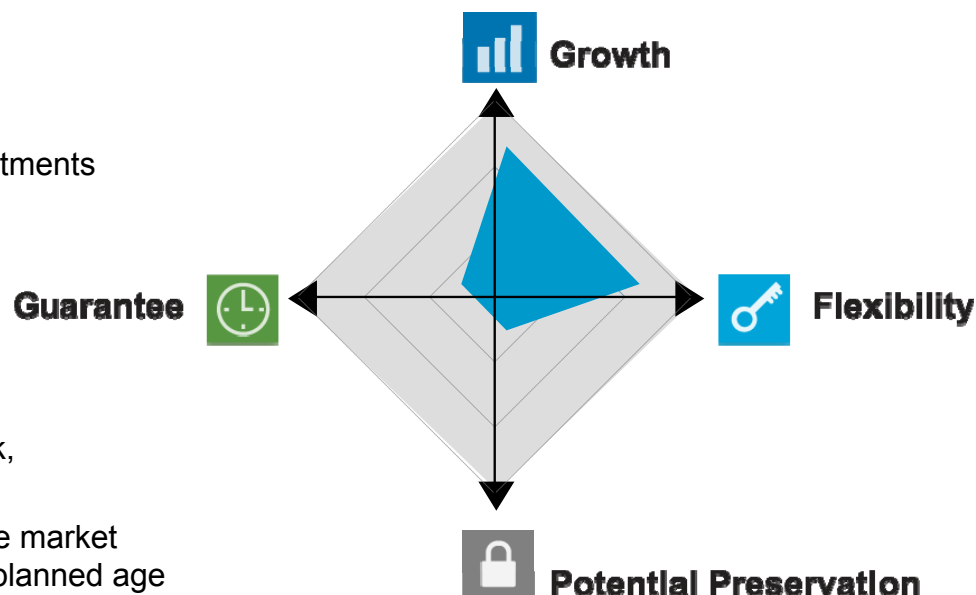 Growth
tments
Guarantee
Flexibility
k,
e market
planned age
Potential Preservation